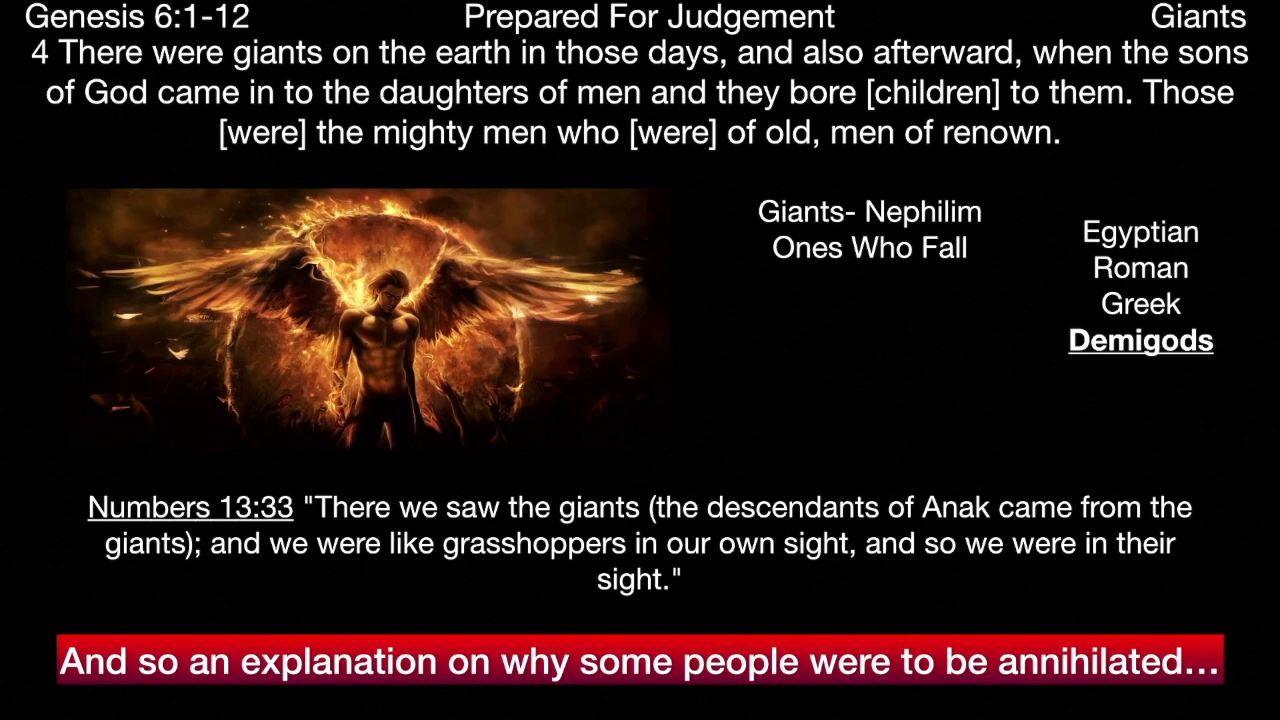 Genesis 6:1-12 Prepared For Judgement Giants
4 There were giants on the earth in those days, and also afterward, when the sons
of God came in to the daughters of men and they bore [children] to them. Those
[were] the mighty men who [were] of old, men of renown.
Giants- Nephilim
Ones Who Fall
Egyptian
Roman
Greek
Demigods
Numbers 13:33 "There we saw the giants (the descendants of Anak came from the
giants); and we were like grasshoppers in our own sight, and so we were in their
sight."
And so an explanation on why some people were to be annihilated...